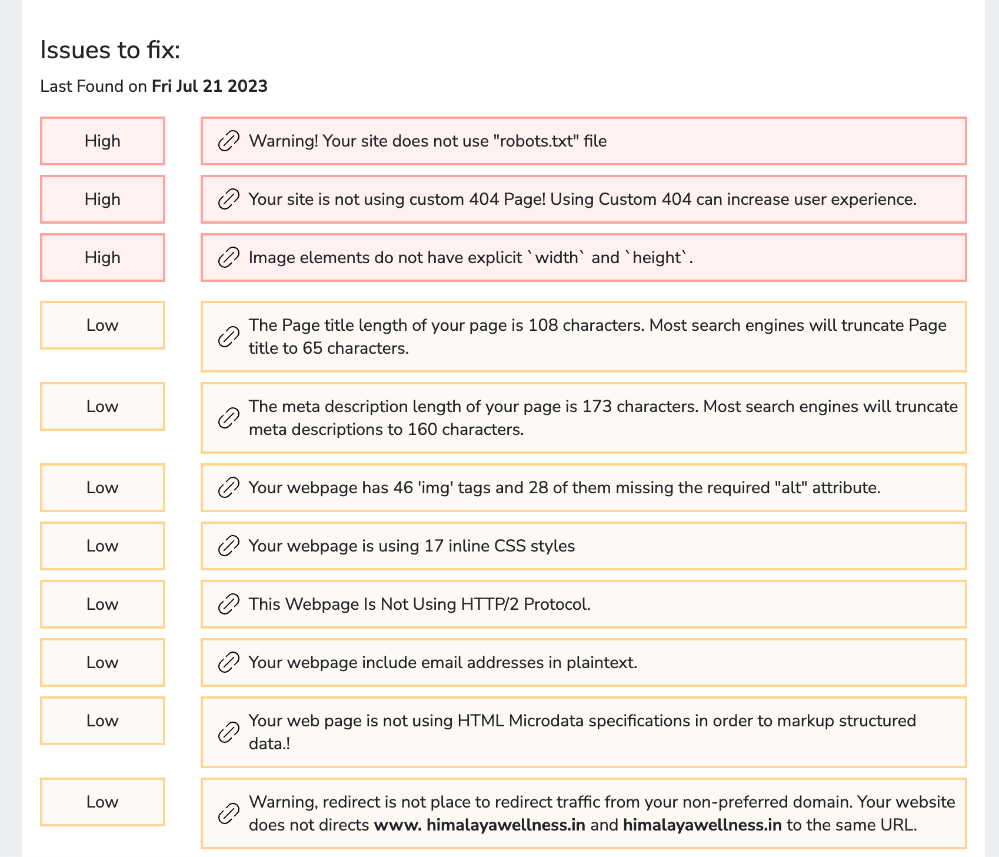 Issues to fix:
Last Found on Fri Jul 21 2023
High
Warning! Your site does not use "robots.txt" file
High
Your site is not using custom 404 Page! Using Custom 404 can increase user experience.
High
Image elements do not have explicit `width` and `height`.
Low
The Page title length of your page is 108 characters. Most search engines will truncate Page
title to 65 characters.
Low
The meta description length of your page is 173 characters. Most search engines will truncate
meta descriptions to 160 characters.
Low
Your webpage has 46 'img' tags and 28 of them missing the required "alt" attribute.
Low
Your webpage is using 17 inline CSS styles
Low
This Webpage Is Not Using HTTP/2 Protocol.
Low
Your webpage include email addresses in plaintext.
Low
Your web page is not using HTML Microdata specifications in order to markup structured
data.!
Low
Warning, redirect is not place to redirect traffic from your non-preferred domain. Your website
does not directs www. himalayawellness.in and himalayawellness.in to the same URL.